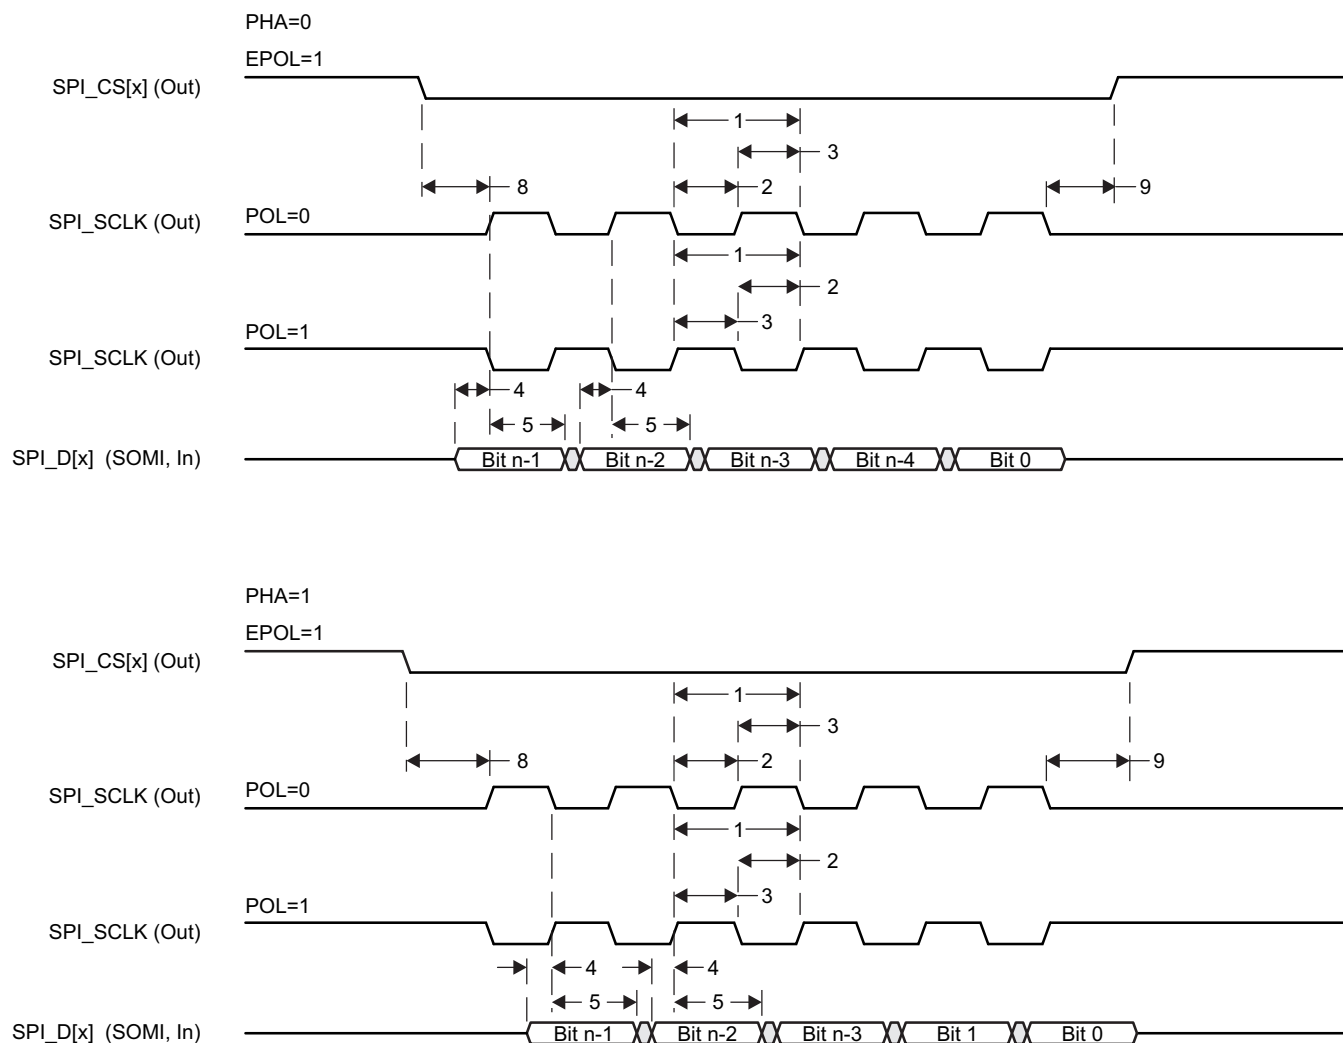 PHA=0
EPOL=1
SPI_CS[x] (Out)
1
3
8
2
9
POL=0
SPI_SCLK (Out)
1
2
3
POL=1
SPI_SCLK (Out)
4
4
5
5
SPI_D[x] (SOMI, In)
Bit n-1
Bit n-2
Bit n-3
Bit n-4
Bit 0
PHA=1
EPOL=1
SPI_CS[x] (Out)
1
3
8
2
9
POL=0
SPI_SCLK (Out)
1
2
3
POL=1
SPI_SCLK (Out)
4
4
5
5
SPI_D[x] (SOMI, In)
Bit n-1
Bit n-2
Bit n-3
Bit 1
Bit 0